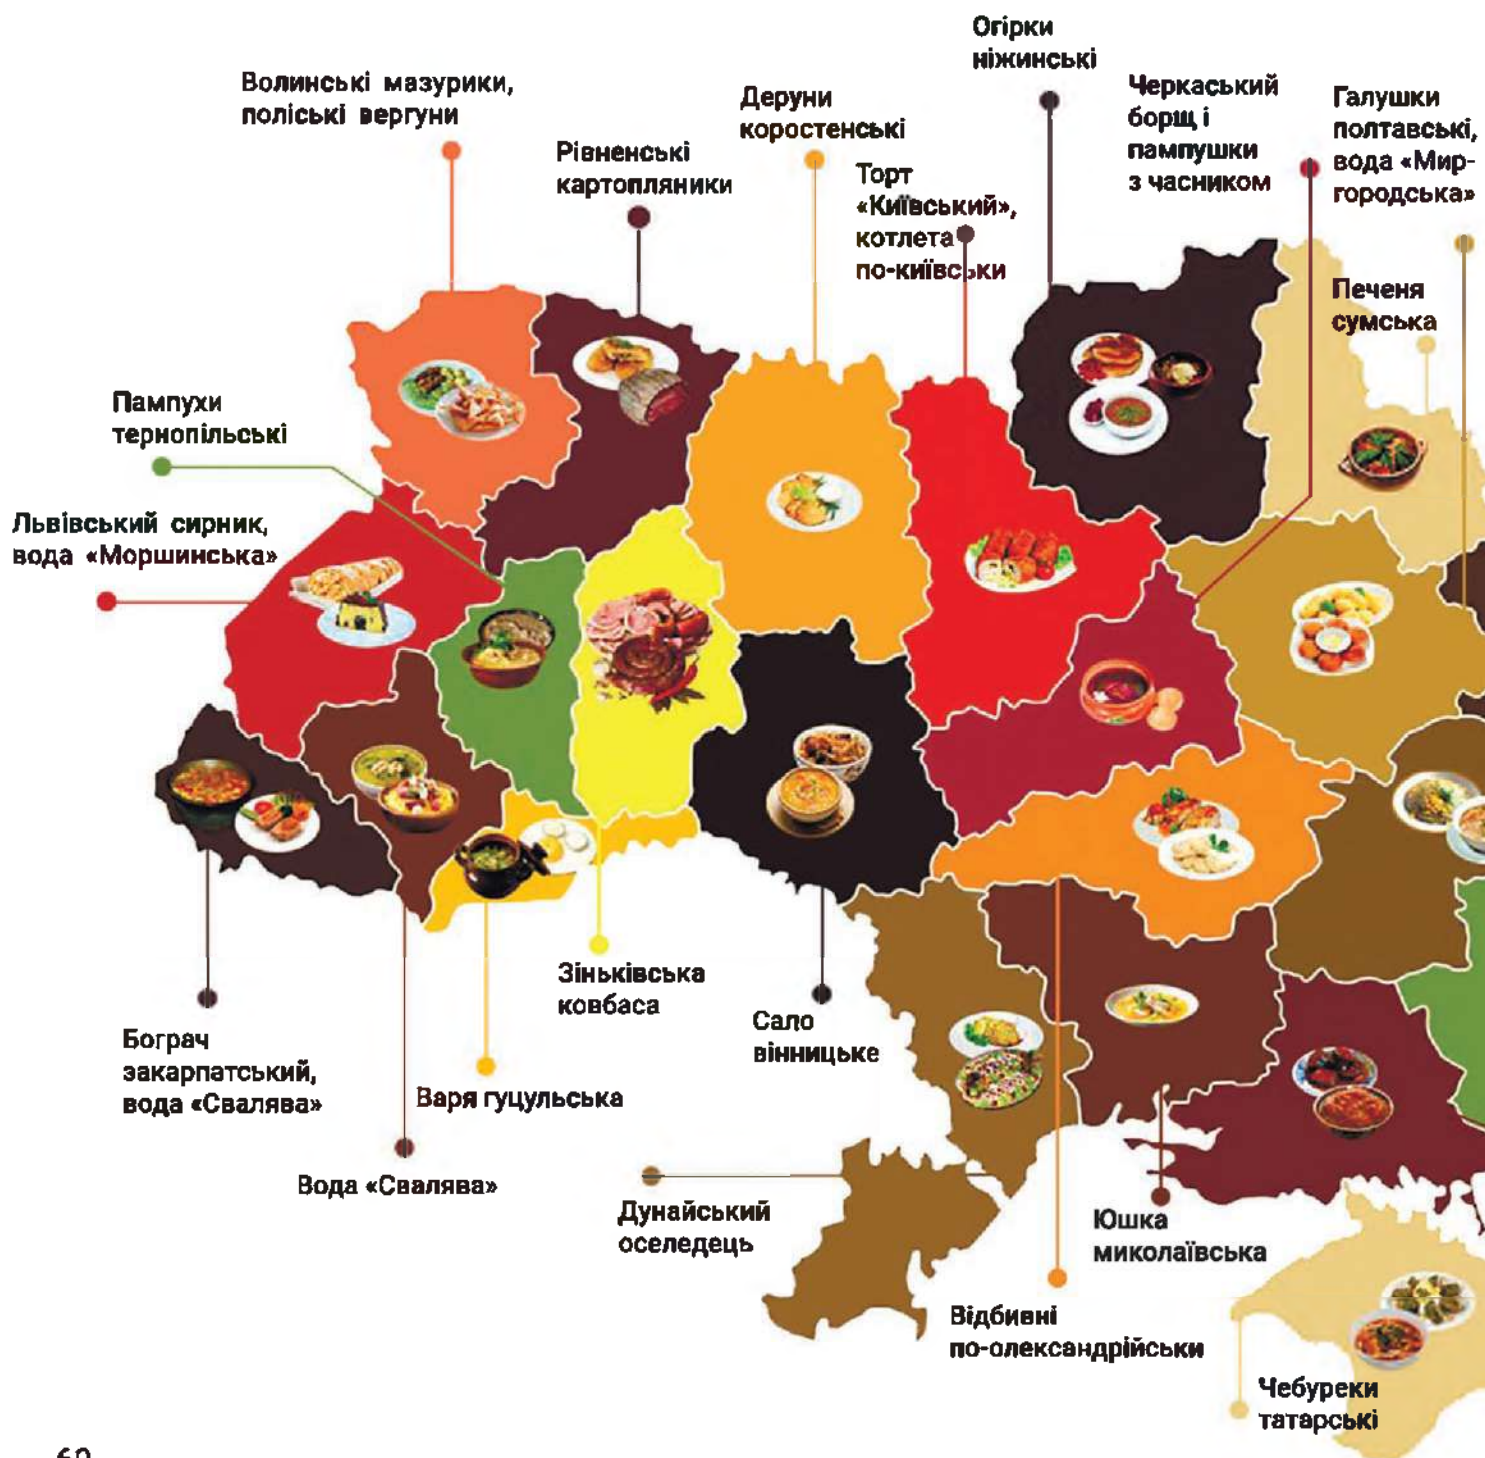 Огірки
ніжинські
Волинські мазурики,
поліські вергуни
Деруни
коростенські
Черкаський
борщ і
пампушки
з часником
Галушки
полтавські,
вода «Мир-
городська»
Рівненські
картопляники
Торт
«Київський»,
котлета
по-київськи
Печеня
сумська
Пампухи
тернопільські
Львівський сирник,
вода «Моршинська»
Зіньківська
ковбаса
Сало
вінницьке
Бограч
закарпатський,
вода «Свалява»
Варя гуцульська
Вода «Свалява»
Дунайський
оселедець
Юшка
миколаївська
Відбивні
по-олександрійськи
Чебуреки
татарські